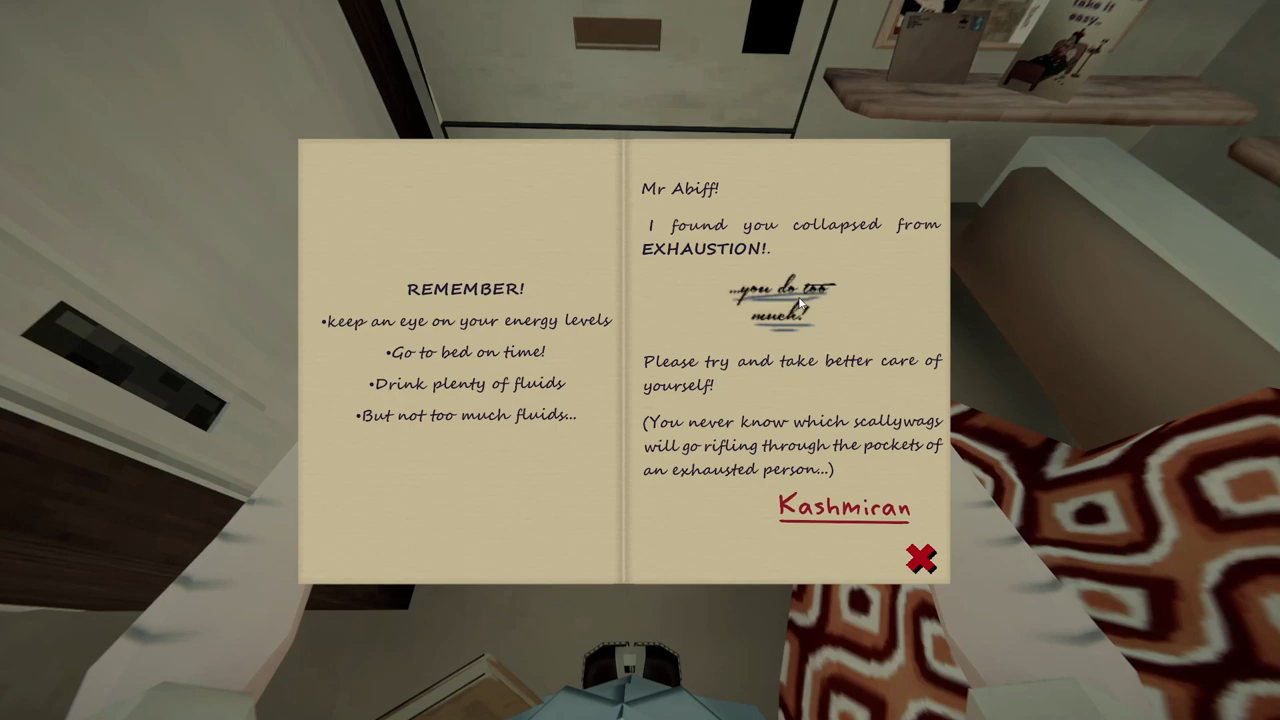 take it
easy..
REMEMBER!
•keep an eye on your energy levels
•Go to bed on time!
•Drink plenty of fluids
•But not too much fluids...
Mr Abiff!
I found you collapsed from
EXHAUSTION!.
...you do too
much!
Please try and take better care of
yourself!
(You never know which scallywags
will go rifling through the pockets of
an exhausted person...)
Kashmiran